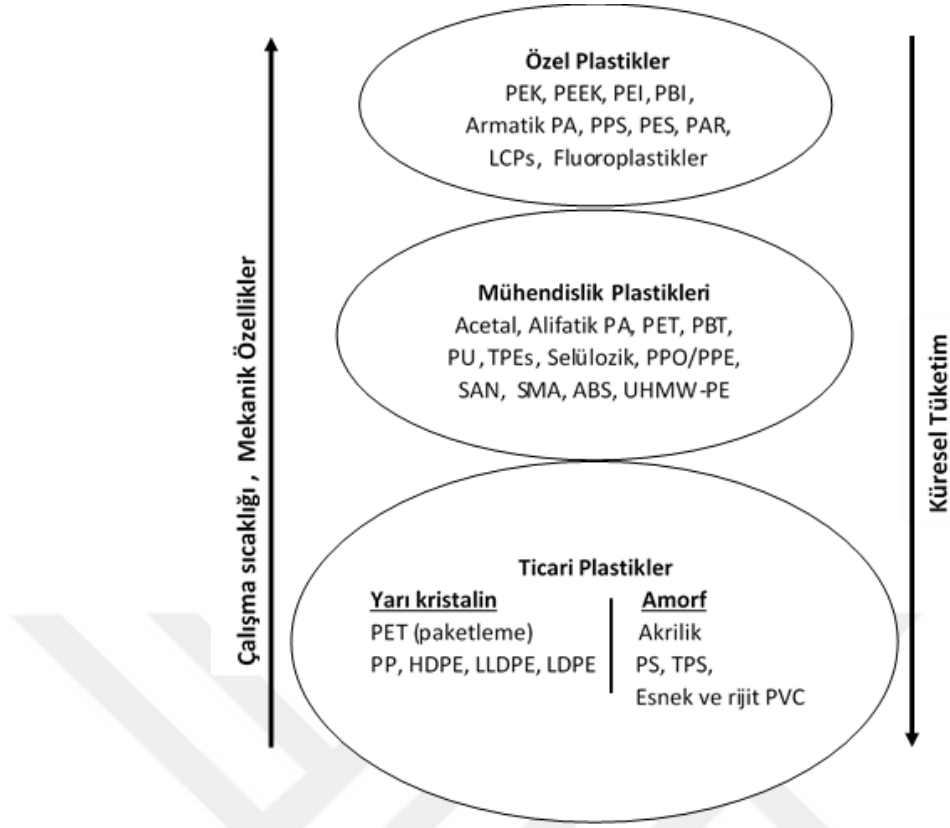 Özel Plastikler
PEK, PEEK, PEI, PBI,
Armatik PA, PPS, PES, PAR,
LCPs, Fluoroplastikler
Mühendislik Plastikleri
Acetal, Alifatik PA, PET, PBT,
PU, TPEs, Selülozik, PPO/PPE,
SAN, SMA, ABS, UHMW-PE
Ticari Plastikler
Yarı kristalin
PET (paketleme)
PP, HDPE, LLDPE, LDPE
Amorf
Akrilik
PS, TPS,
Esnek ve rijit PVC
Çalışma sıcaklığı , Mekanik Özellikler
Küresel Tüketim